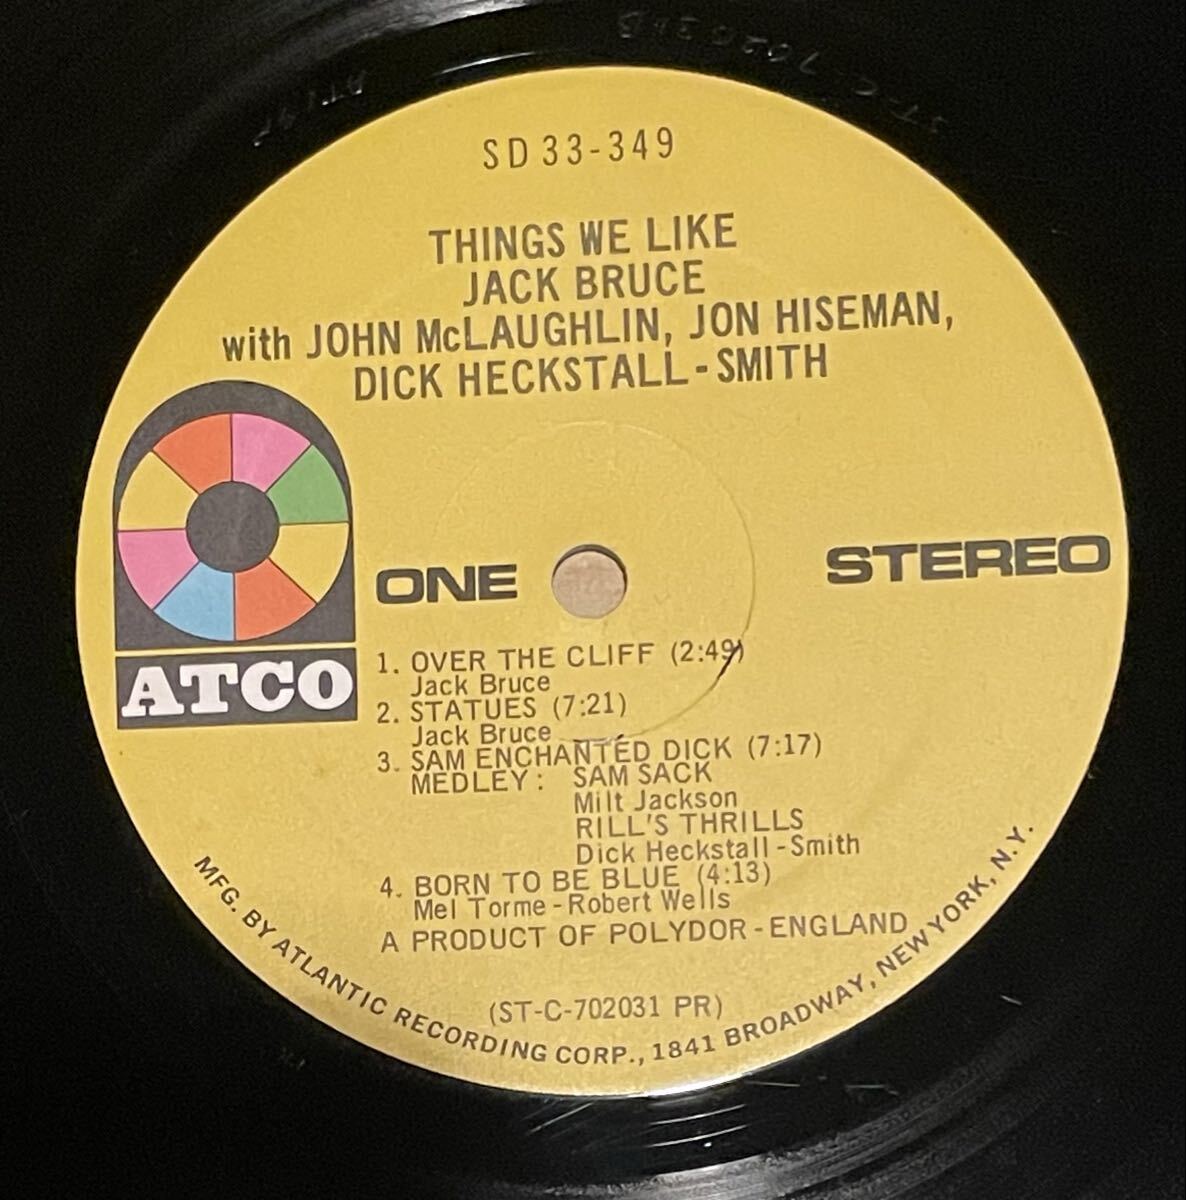 SD 33-349
THINGS WE LIKE
JACK BRUCE
with JOHN McLAUGHLIN, JON HISEMAN,
DICK HECKSTALL-SMITH
ATCO
ONE
STEREO
1. OVER THE CLIFF (2:49)
Jack Bruce
2. STATUES (7:21)
Jack Bruce
3. SAM ENCHANTED DICK (7:17)
MEDLEY: SAM SACK
Milt Jackson
RILL'S THRILLS
Dick Heckstall-Smith
4. BORN TO BE BLUE (4:13)
Mel Torme-Robert Wells
A PRODUCT OF POLYDOR-ENGLAND
(ST-C-702031 PR)
MFG. BY ATLANTIC RECORDING CORP., 1841 BROADWAY, NEW YORK, N.Y.